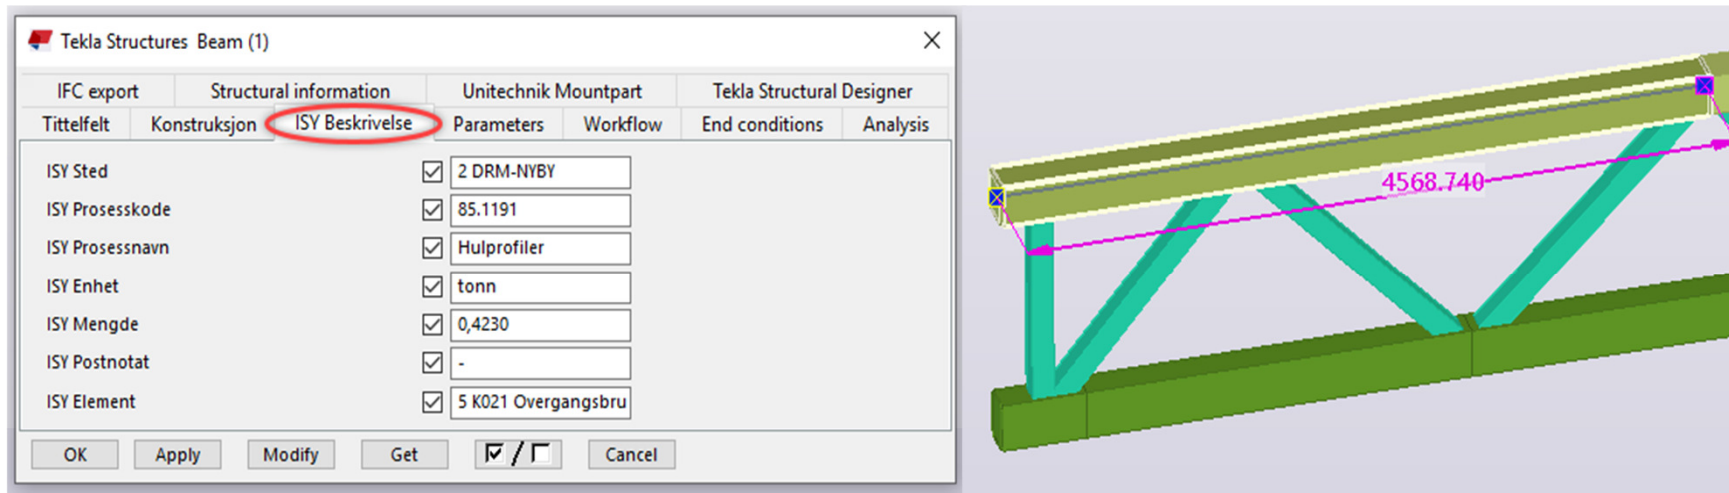 Tekla Structures Beam (1)
IFC export Structural information Unitechnik Mountpart Tekla Structural Designer
Tittelfelt Konstruksjon ISY Beskrivelse Parameters Workflow End conditions Analysis
ISY Sted 2 DRM-NYBY
ISY Prosesskode 85.1191
ISY Prosessnavn Hulprofiler
ISY Enhet tonn
ISY Mengde 0,4230
ISY Postnotat -
ISY Element 5 K021 Overgangsbru
OK Apply Modify Get / Cancel
4568.740